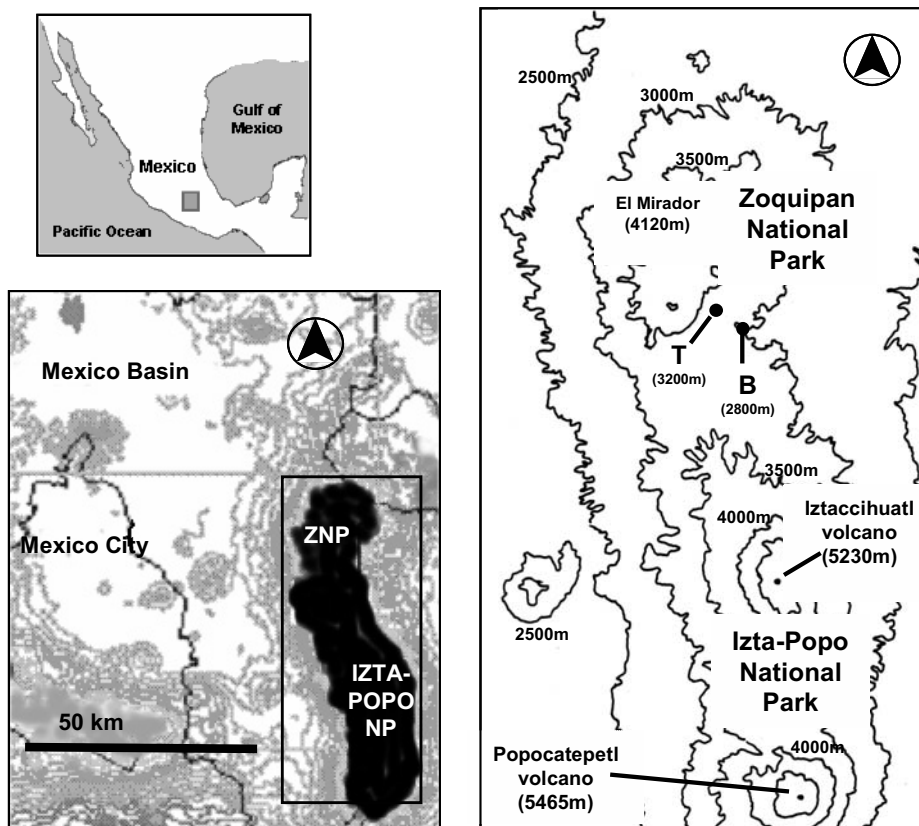 Gulf of
Mexico
Mexico
Pacific Ocean
Mexico Basin
Mexico City
ZNP
IZTA-
POPO
NP
50 km
2500m
3000m
3500m
El Mirador
(4120m)
Zoquipan
National
Park
T
(3200m)
B
(2800m)
3500m
4000m
Iztaccihuatl
volcano
(5230m)
2500m
Izta-Popo
National
Park
4000m
Popocatepetl
volcano
(5465m)